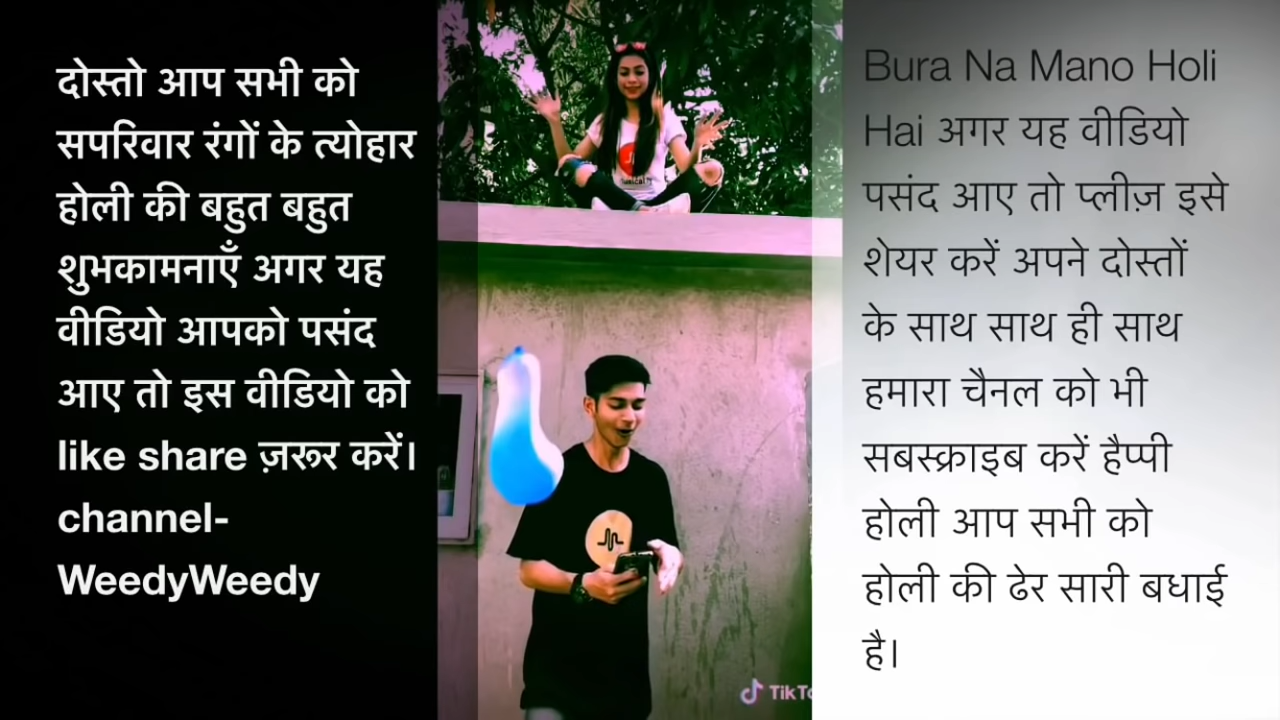 दोस्तो आप सभी को
सपरिवार रंगों के त्योहार
होली की बहुत बहुत
शुभकामनाएँ अगर यह
वीडियो आपको पसंद
आए तो इस वीडियो को
like share ज़रूर करें।
channel-
WeedyWeedy
Bura Na Mano Holi
Hai अगर यह वीडियो
पसंद आए तो प्लीज़ इसे
शेयर करें अपने दोस्तों
के साथ साथ ही साथ
हमारा चैनल को भी
सबस्क्राइब करें हैप्पी
होली आप सभी को
होली की ढेर सारी बधाई
है।